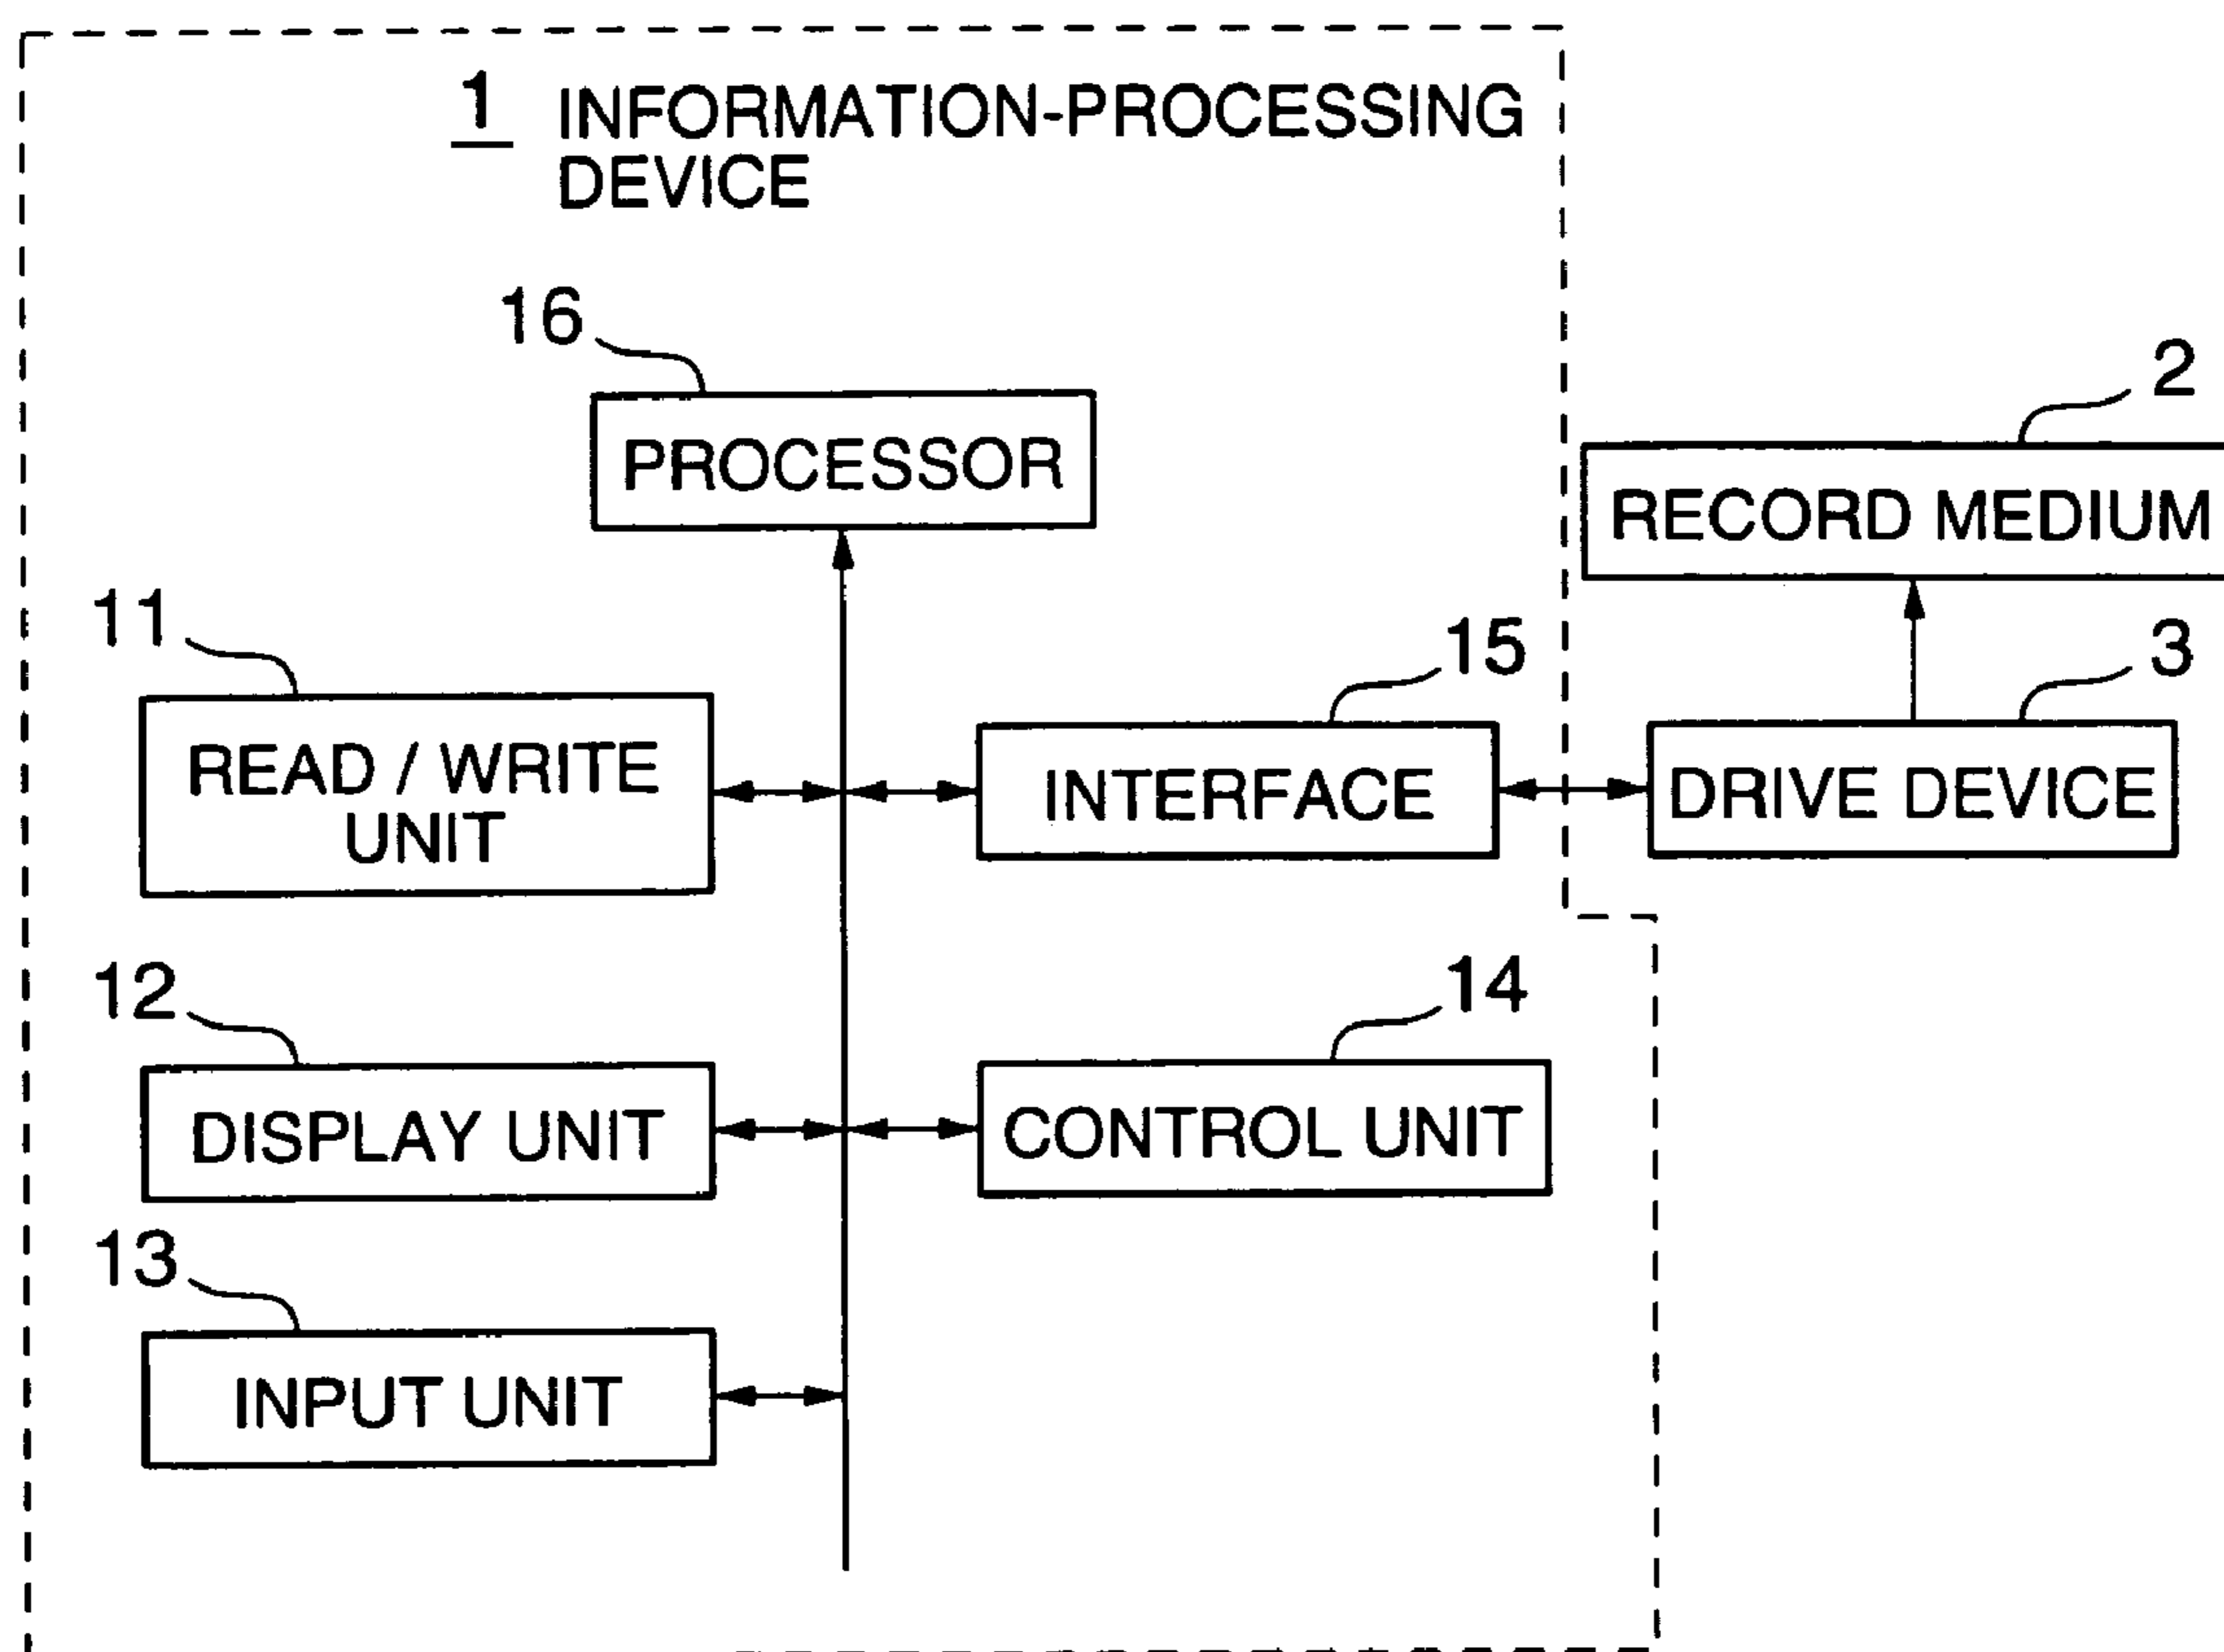 1 INFORMATION-PROCESSING
DEVICE
16
PROCESSOR
2
RECORD MEDIUM
11
READ / WRITE
UNIT
15
INTERFACE
3
DRIVE DEVICE
12
DISPLAY UNIT
14
CONTROL UNIT
13
INPUT UNIT